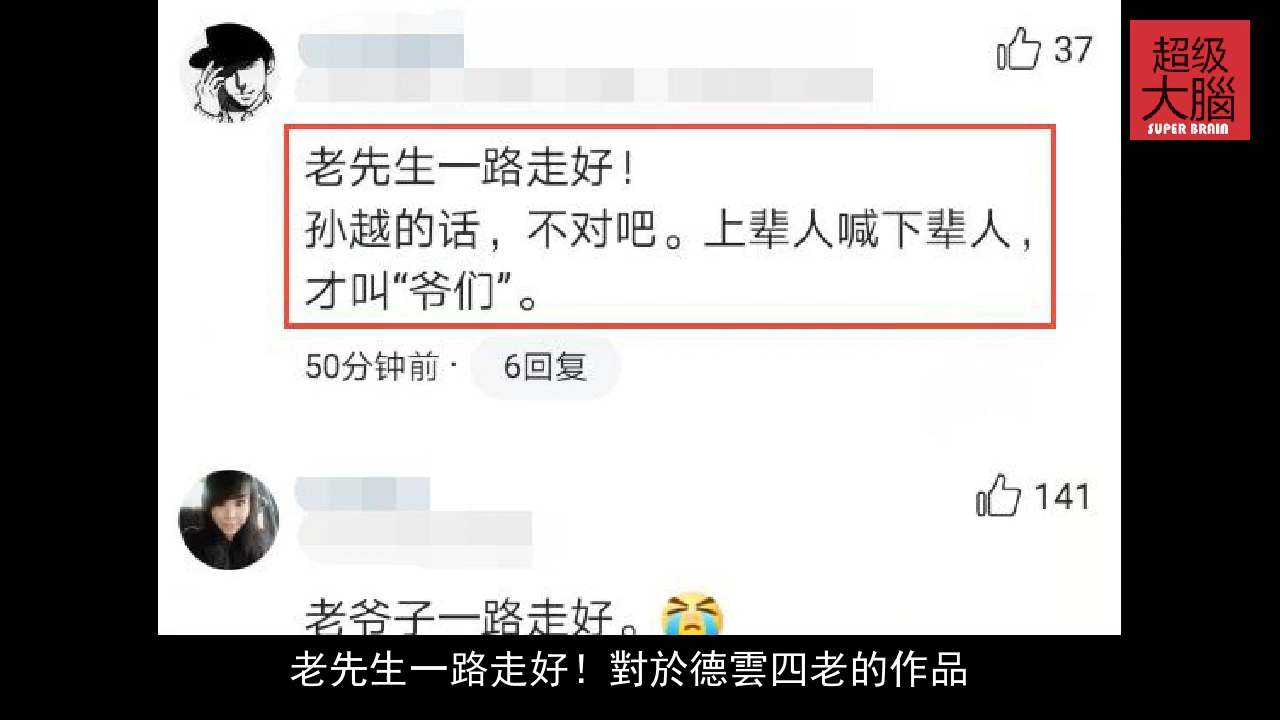 37
超级
大腦
SUPER BRAIN
老先生一路走好!
孙越的话，不对吧。上辈人喊下辈人，
才叫“爷们”。
50分钟前 · 6回复
141
老爷子一路走好。😭
老先生一路走好！對於德雲四老的作品